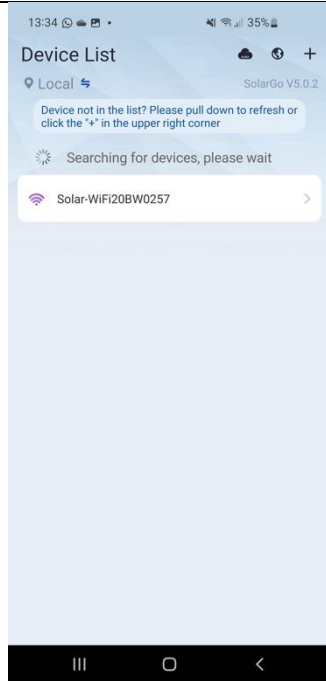 13:34 35%
Device List
Local SolarGo V5.0.2
Device not in the list? Please pull down to refresh or
click the "+" in the upper right corner
Searching for devices, please wait
Solar-WiFi20BW0257